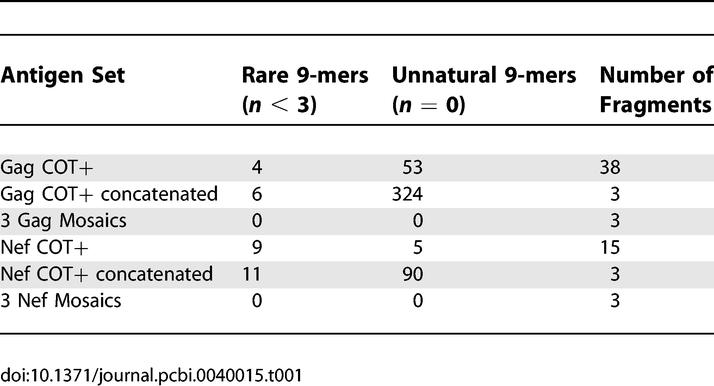 Antigen Set Rare 9-mers Unnatural 9-mers Number of
(n < 3) (n = 0) Fragments
Gag COT+ 4 53 38
Gag COT+ concatenated 6 324 3
3 Gag Mosaics 0 0 3
Nef COT+ 9 5 15
Nef COT+ concatenated 11 90 3
3 Nef Mosaics 0 0 3
doi:10.1371/journal.pcbi.0040015.t001